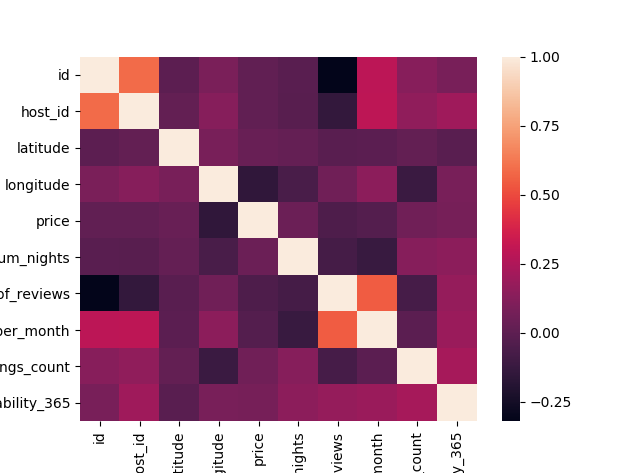 id
host_id
latitude
longitude
price
um_nights
of_reviews
per_month
ngs_count
ability_365
id
ost_id
titude
gitude
price
nights
views
month
count
y_365
1.00
0.75
0.50
0.25
0.00
−0.25